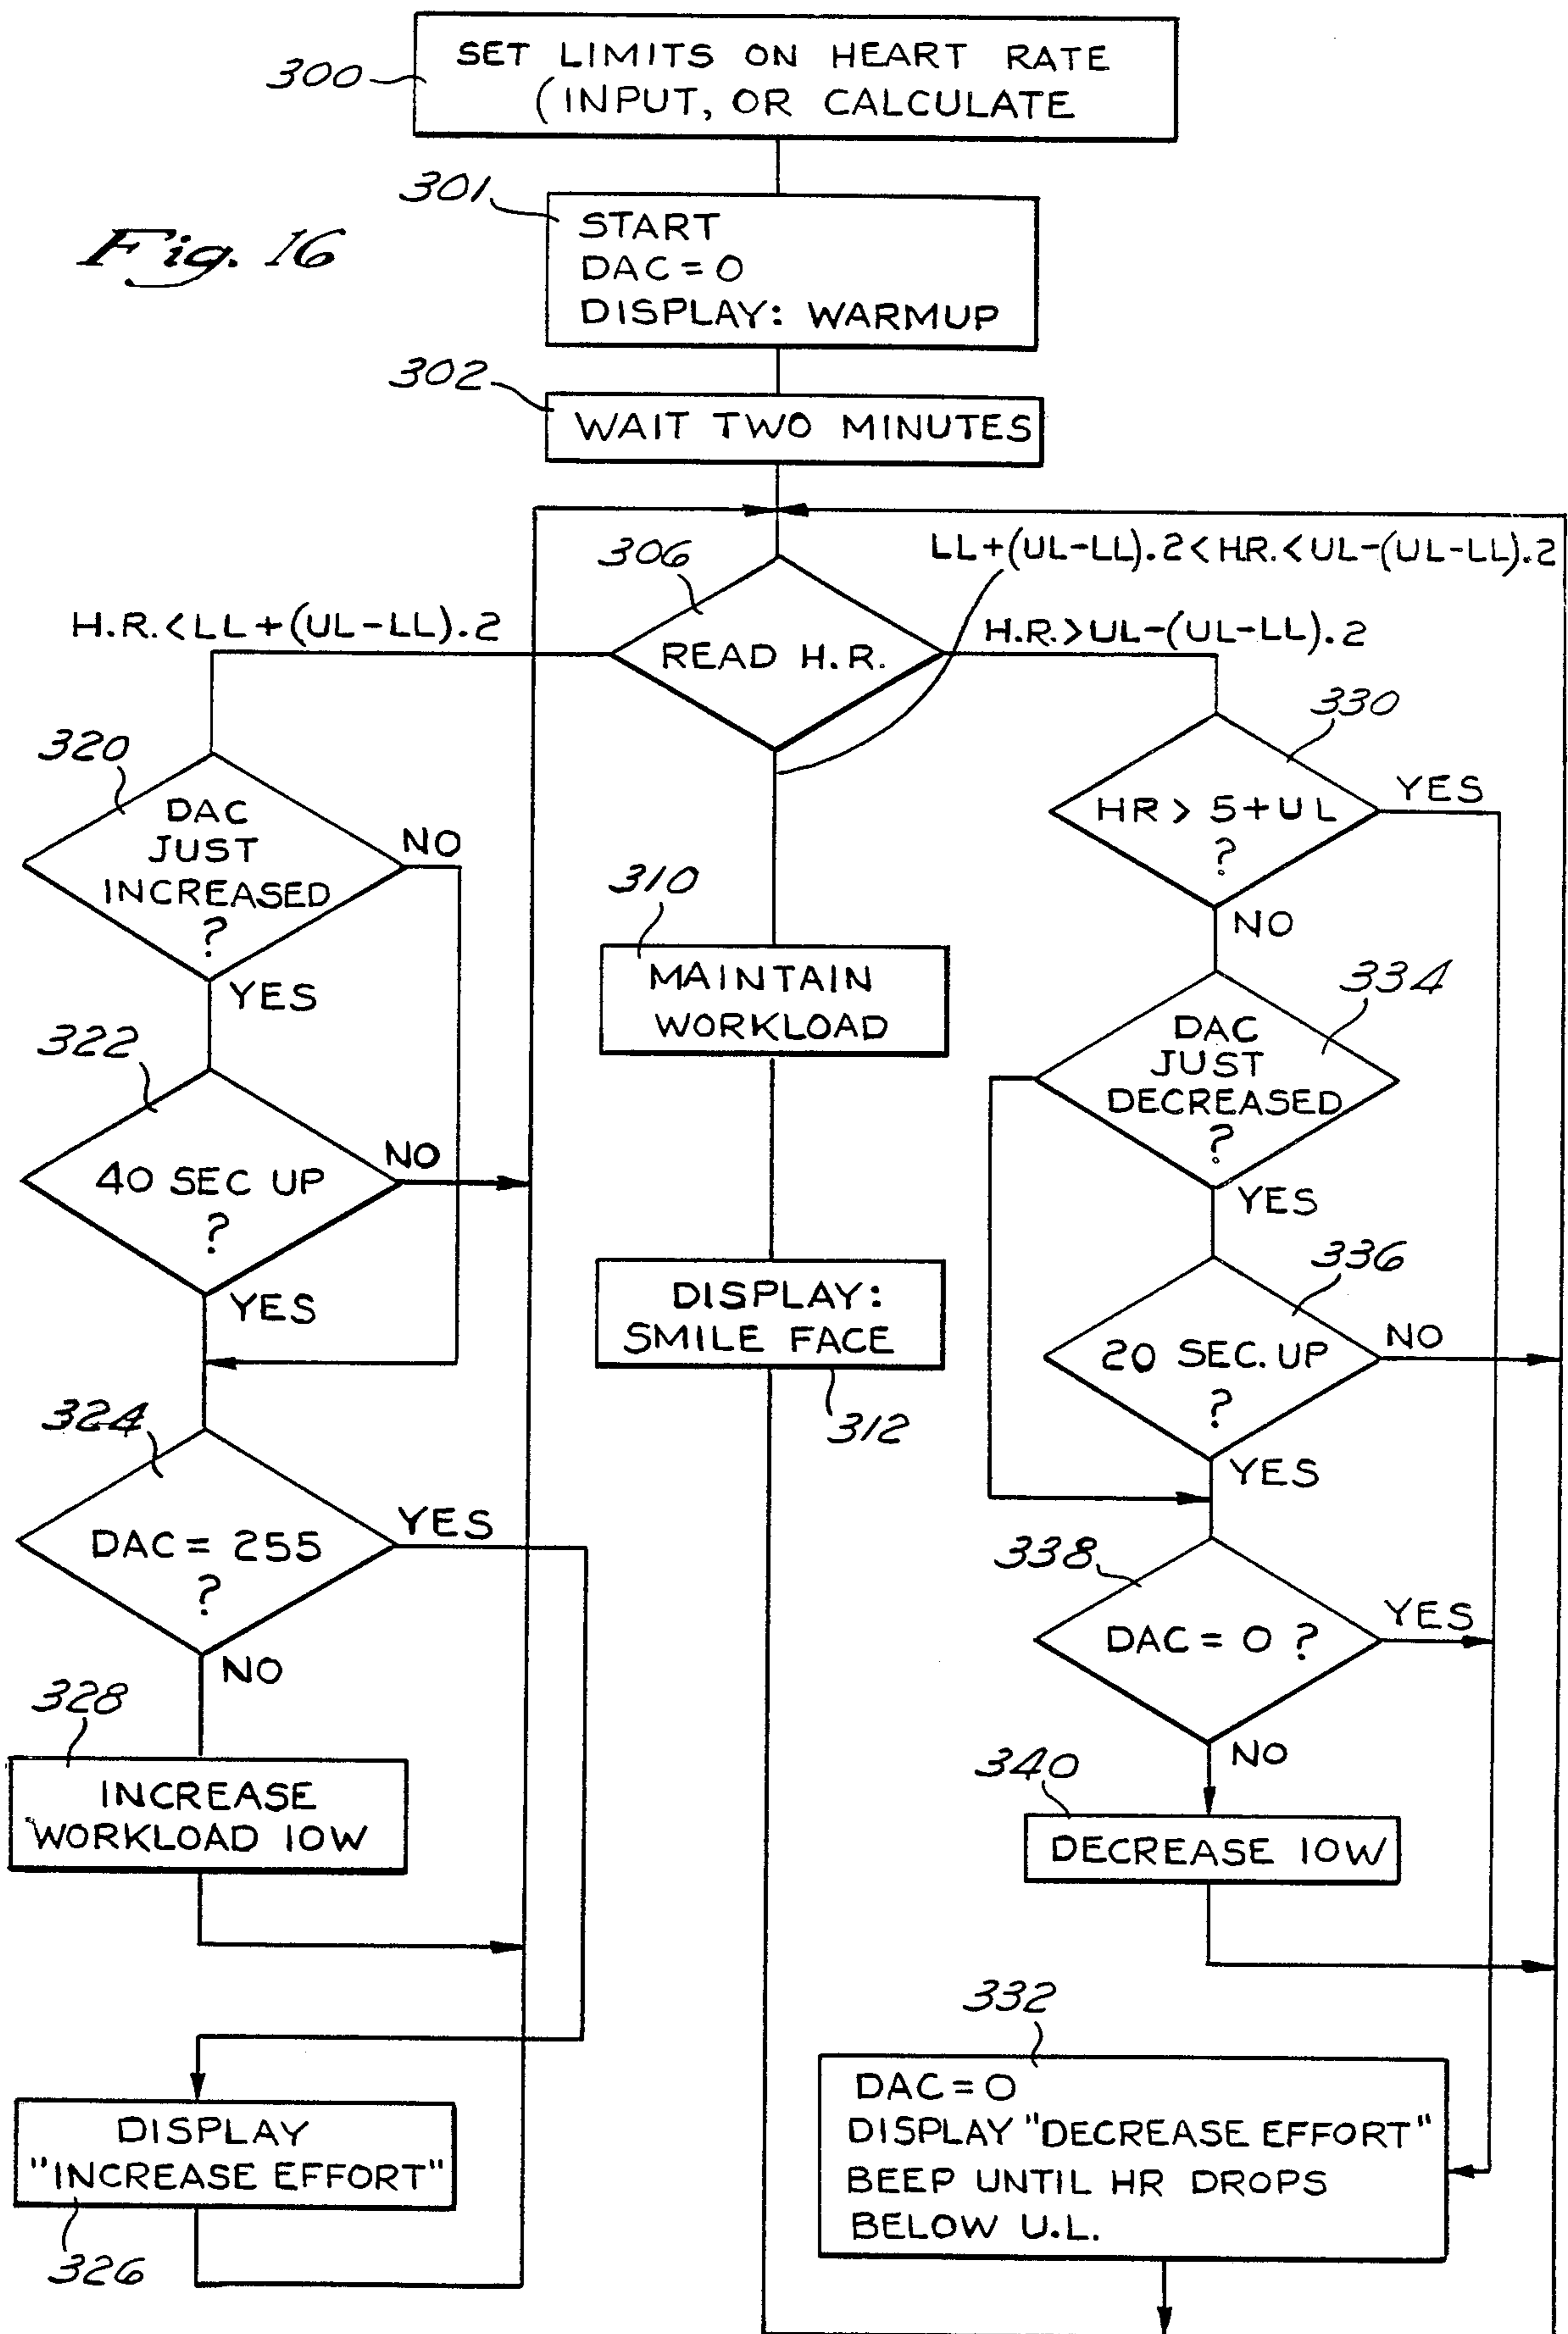 300
SET LIMITS ON HEART RATE
(INPUT, OR CALCULATE
301
START
DAC = 0
DISPLAY: WARMUP
Fig. 16
302
WAIT TWO MINUTES
306
LL+(UL-LL).2 < H.R. < UL-(UL-LL).2
H.R. < LL+(UL-LL).2
READ H.R.
H.R. > UL-(UL-LL).2
320
DAC
JUST
INCREASED
?
NO
YES
322
40 SEC UP
?
NO
YES
324
DAC = 255
?
YES
NO
328
INCREASE
WORKLOAD 10W
DISPLAY
"INCREASE EFFORT"
326
310
MAINTAIN
WORKLOAD
DISPLAY:
SMILE FACE
312
330
HR > 5+UL
?
YES
NO
334
DAC
JUST
DECREASED
?
YES
336
20 SEC. UP
?
NO
YES
338
DAC = 0 ?
YES
NO
340
DECREASE 10W
332
DAC = 0
DISPLAY "DECREASE EFFORT"
BEEP UNTIL HR DROPS
BELOW U.L.